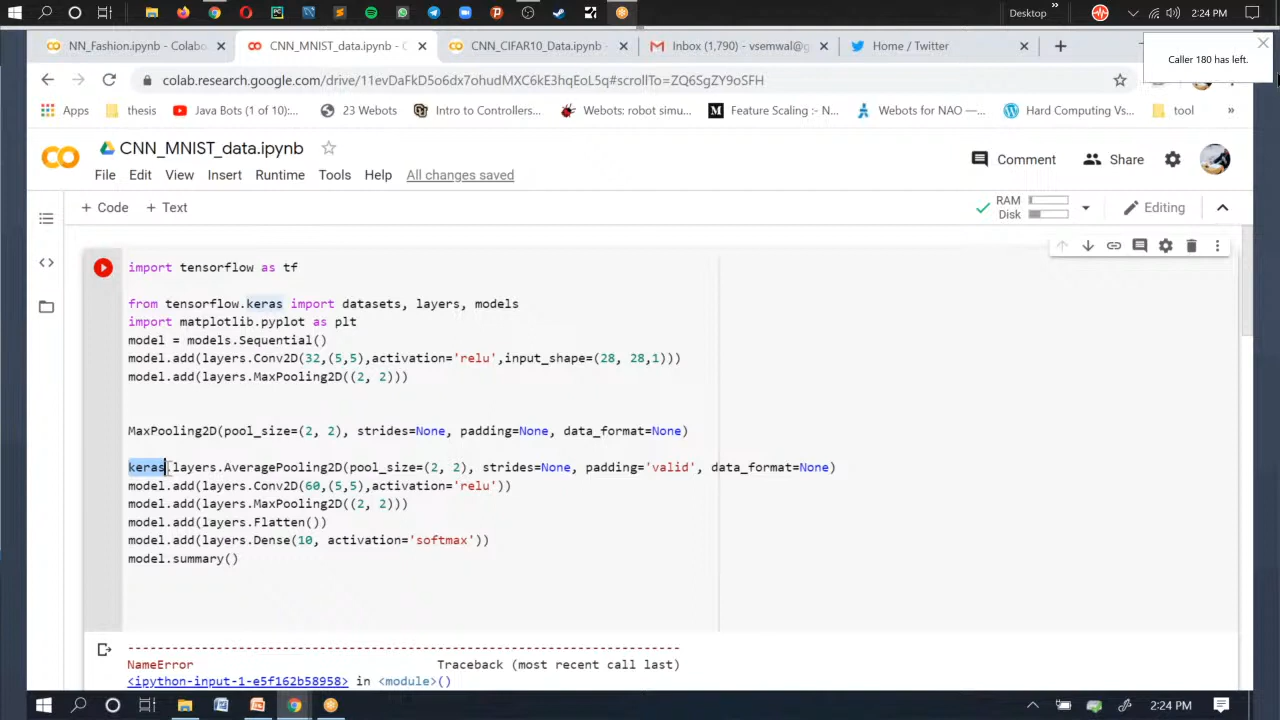 Desktop
2:24 PM
NN_Fashion.ipynb - Colabo
CNN_MNIST_data.ipynb - C
CNN_CIFAR10_Data.ipynb -
Inbox (1,790) - vsemwal@g
Home / Twitter
Caller 180 has left.
colab.research.google.com/drive/11evDaFkD5o6dx7ohudMXC6kE3hqEoL5q#scrollTo=ZQ6SgZY9oSFH
Apps
thesis
Java Bots (1 of 10):...
23 Webots
Intro to Controllers...
Webots: robot simu...
Feature Scaling :- N...
Webots for NAO —...
Hard Computing Vs...
tool
»
CNN_MNIST_data.ipynb
Comment
Share
File Edit View Insert Runtime Tools Help All changes saved
+ Code + Text
RAM
Disk
Editing
import tensorflow as tf
from tensorflow.keras import datasets, layers, models
import matplotlib.pyplot as plt
model = models.Sequential()
model.add(layers.Conv2D(32,(5,5),activation='relu',input_shape=(28, 28,1)))
model.add(layers.MaxPooling2D((2, 2)))
MaxPooling2D(pool_size=(2, 2), strides=None, padding=None, data_format=None)
keras.layers.AveragePooling2D(pool_size=(2, 2), strides=None, padding='valid', data_format=None)
model.add(layers.Conv2D(60,(5,5),activation='relu'))
model.add(layers.MaxPooling2D((2, 2)))
model.add(layers.Flatten())
model.add(layers.Dense(10, activation='softmax'))
model.summary()
---------------------------------------------------------------------------
NameError Traceback (most recent call last)
<ipython-input-1-e5f162b58958> in <module>()
2:24 PM